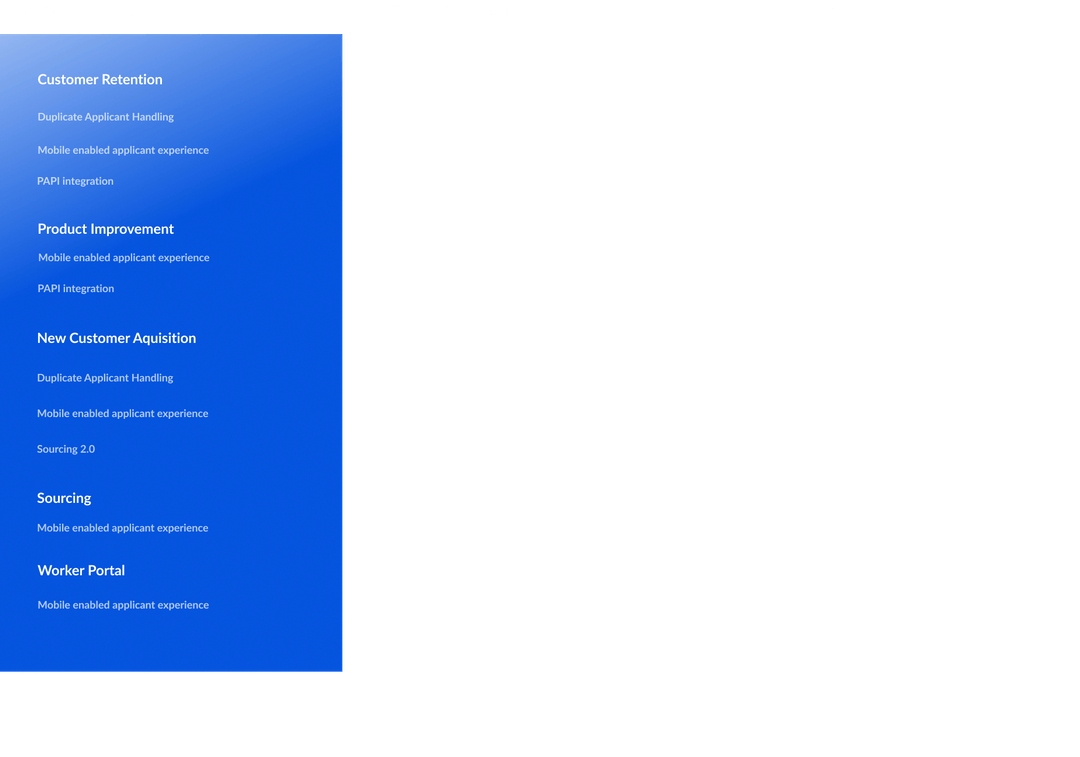 Customer Retention
Duplicate Applicant Handling
Mobile enabled applicant experience
PAPI integration
Product Improvement
Mobile enabled applicant experience
PAPI integration
New Customer Aquisition
Duplicate Applicant Handling
Mobile enabled applicant experience
Sourcing 2.0
Sourcing
Mobile enabled applicant experience
Worker Portal
Mobile enabled applicant experience